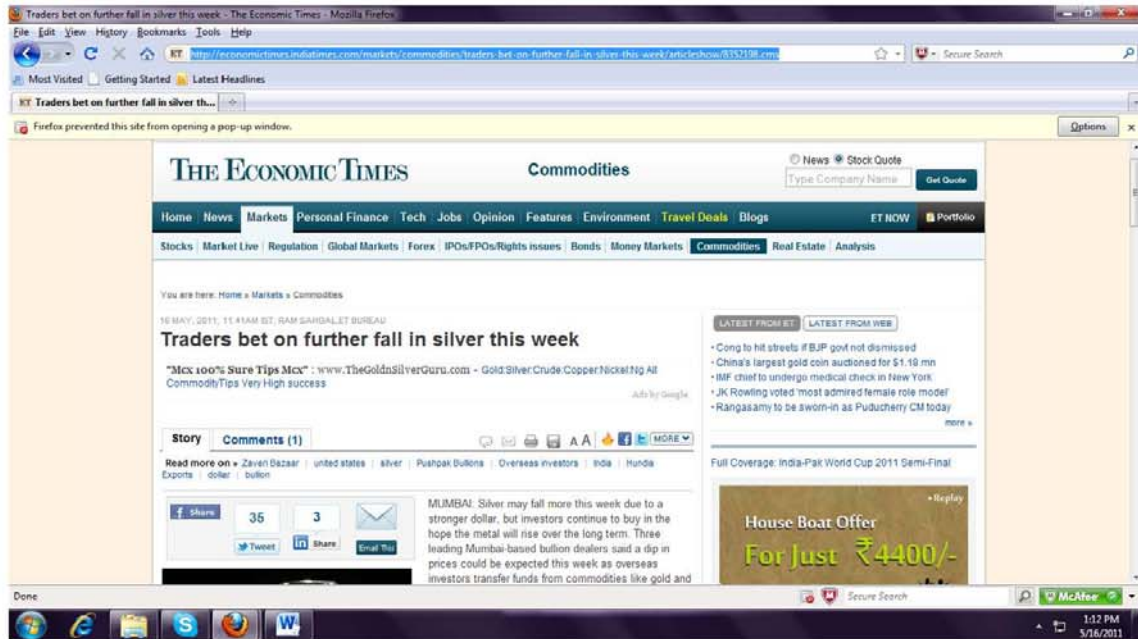 Traders bet on further fall in silver this week - The Economic Times - Mozilla Firefox
File Edit View History Bookmarks Tools Help
ET http://economictimes.indiatimes.com/markets/commodities/traders-bet-on-further-fall-in-silver-this-week/articleshow/8352198.cms Secure Search
Most Visited Getting Started Latest Headlines
ET Traders bet on further fall in silver th...
Firefox prevented this site from opening a pop-up window. Options x
THE ECONOMIC TIMES Commodities
News Stock Quote
Type Company Name Get Quote
Home News Markets Personal Finance Tech Jobs Opinion Features Environment Travel Deals Blogs ET NOW Portfolio
Stocks Market Live Regulation Global Markets Forex IPOs/FPOs/Rights issues Bonds Money Markets Commodities Real Estate Analysis
You are here: Home » Markets » Commodities
16 MAY, 2011, 11.41AM IST, RAM SAHGAL,ET BUREAU
Traders bet on further fall in silver this week
"Mcx 100% Sure Tips Mcx" : www.TheGoldnSilverGuru.com - Gold:Silver:Crude:Copper:Nickel:Ng All
CommodityTips Very High success
Ads by Google
Story Comments (1) A A MORE
Read more on » Zaveri Bazaar | united states | silver | Pushpak Bullions | Overseas investors | India | Hundia
Exports | dollar | bullion
f Share
35 Tweet
3 in Share
Email This
MUMBAI: Silver may fall more this week due to a
stronger dollar, but investors continue to buy in the
hope the metal will rise over the long term. Three
leading Mumbai-based bullion dealers said a dip in
prices could be expected this week as overseas
investors transfer funds from commodities like gold and
LATEST FROM ET LATEST FROM WEB
• Cong to hit streets if BJP govt not dismissed
• China's largest gold coin auctioned for $1.18 mn
• IMF chief to undergo medical check in New York
• JK Rowling voted 'most admired female role model'
• Rangasamy to be sworn-in as Puducherry CM today
more »
Full Coverage: India-Pak World Cup 2011 Semi-Final
Replay
House Boat Offer
For Just ₹4400/-
Done Secure Search McAfee
1:12 PM
5/16/2011